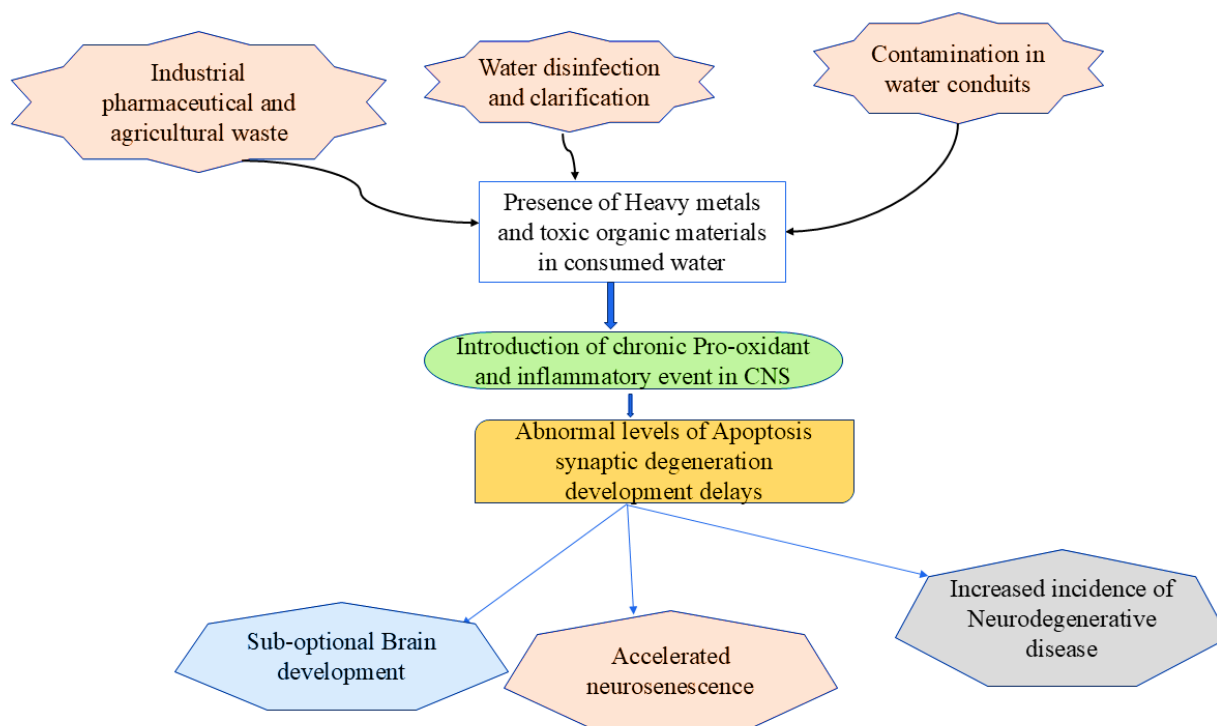 Industrial
pharmaceutical and
agricultural waste
Water disinfection
and clarification
Contamination in
water conduits
Presence of Heavy metals
and toxic organic materials
in consumed water
Introduction of chronic Pro-oxidant
and inflammatory event in CNS
Abnormal levels of Apoptosis
synaptic degeneration
development delays
Sub-optional Brain
development
Accelerated
neurosenescence
Increased incidence of
Neurodegenerative
disease